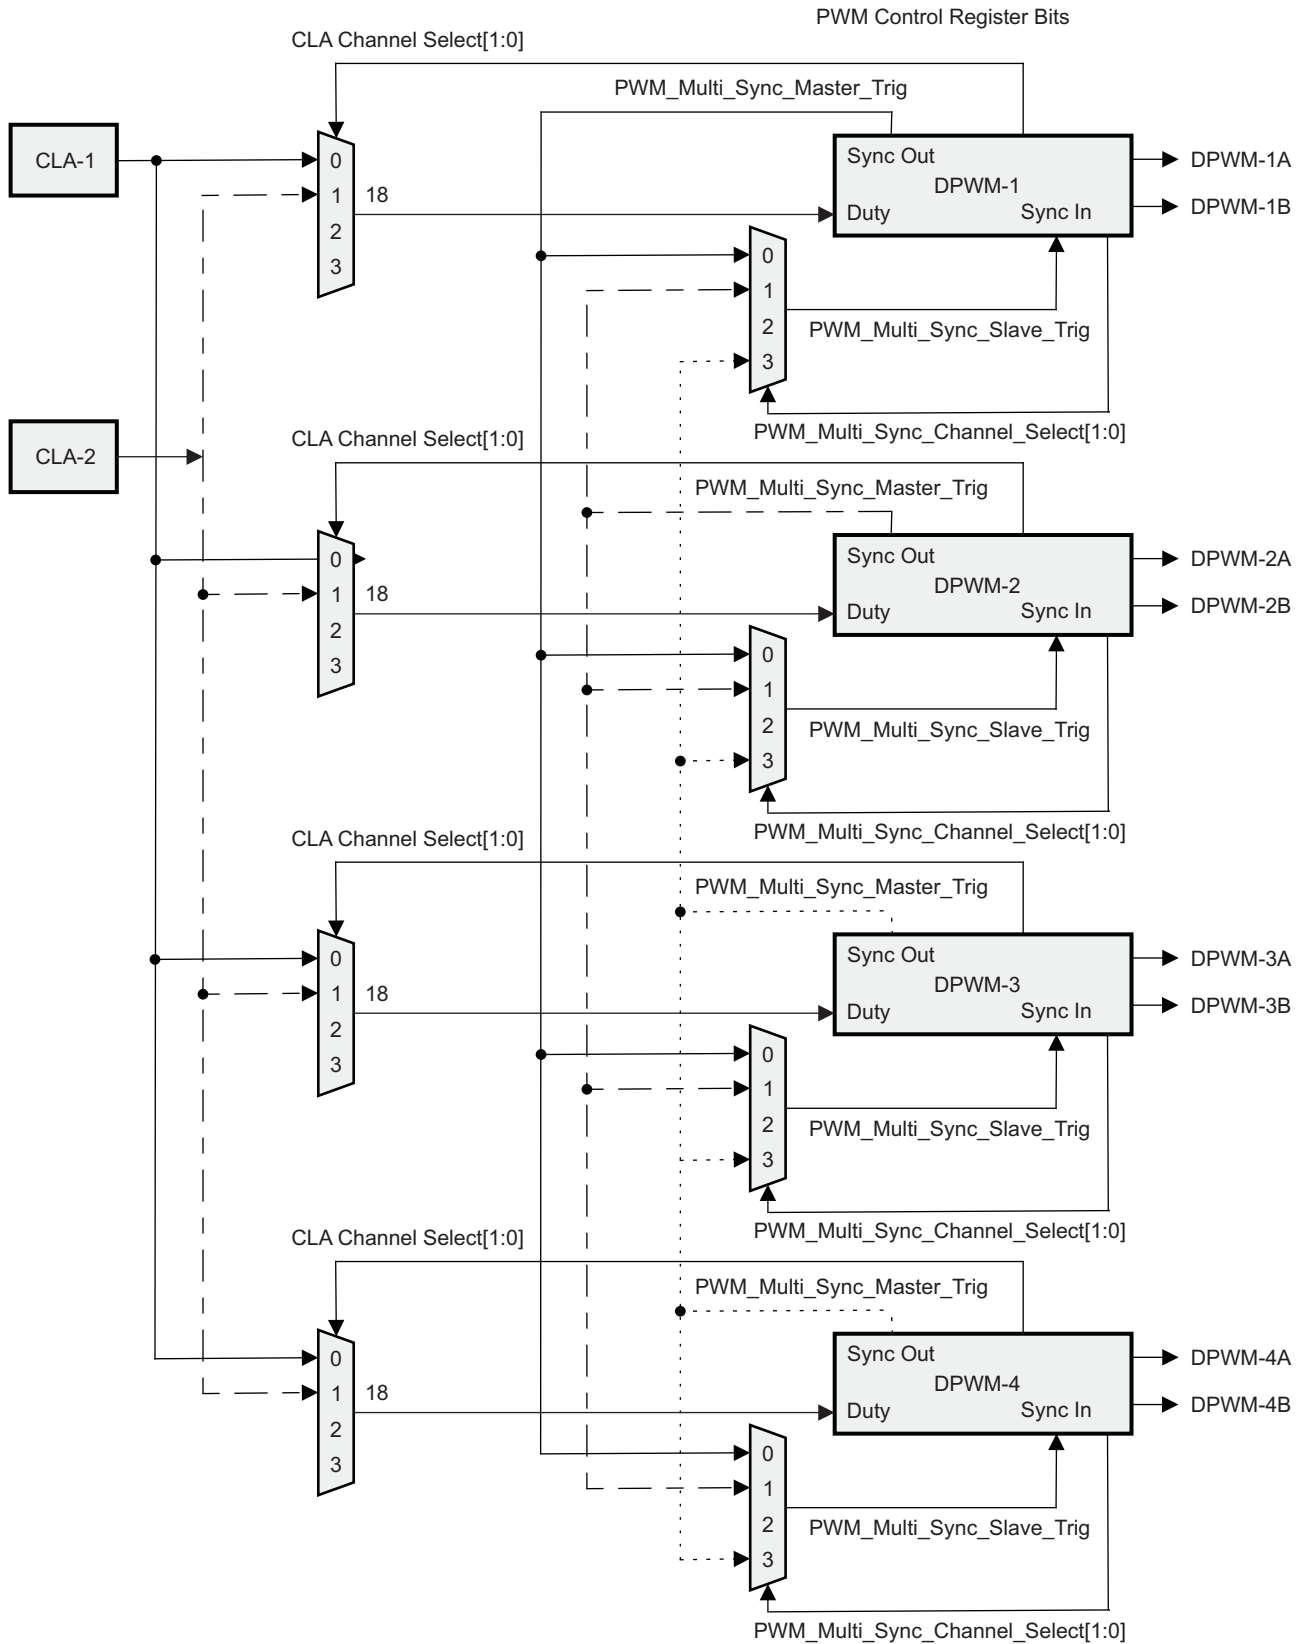 PWM Control Register Bits
CLA Channel Select[1:0]
PWM_Multi_Sync_Master_Trig
CLA-1
0
1
2
3
18
Sync Out
DPWM-1
Duty
Sync In
DPWM-1A
DPWM-1B
0
1
2
3
PWM_Multi_Sync_Slave_Trig
PWM_Multi_Sync_Channel_Select[1:0]
CLA-2
CLA Channel Select[1:0]
PWM_Multi_Sync_Master_Trig
0
1
2
3
18
Sync Out
DPWM-2
Duty
Sync In
DPWM-2A
DPWM-2B
0
1
2
3
PWM_Multi_Sync_Slave_Trig
PWM_Multi_Sync_Channel_Select[1:0]
CLA Channel Select[1:0]
PWM_Multi_Sync_Master_Trig
0
1
2
3
18
Sync Out
DPWM-3
Duty
Sync In
DPWM-3A
DPWM-3B
0
1
2
3
PWM_Multi_Sync_Slave_Trig
PWM_Multi_Sync_Channel_Select[1:0]
CLA Channel Select[1:0]
PWM_Multi_Sync_Master_Trig
0
1
2
3
18
Sync Out
DPWM-4
Duty
Sync In
DPWM-4A
DPWM-4B
0
1
2
3
PWM_Multi_Sync_Slave_Trig
PWM_Multi_Sync_Channel_Select[1:0]